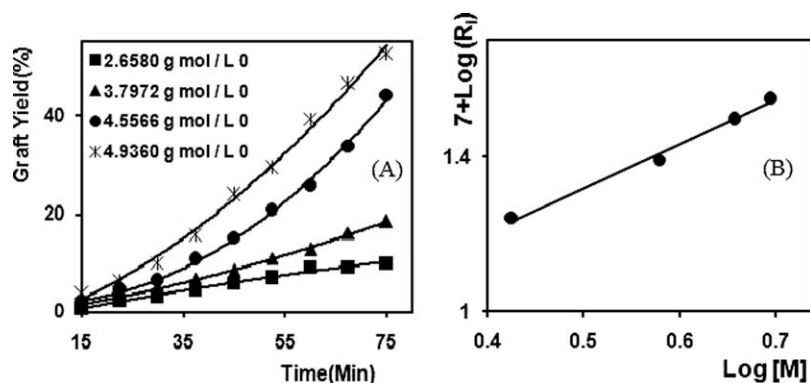 Graft Yield(%)
40
20
0
2.6580 g mol / L 0
3.7972 g mol / L 0
4.5566 g mol / L 0
4.9360 g mol / L 0
(A)
15 35 55 75
Time(Min)
7+Log (Ri)
1.4
1
(B)
0.4 0.5 0.6 0.7
Log [M]